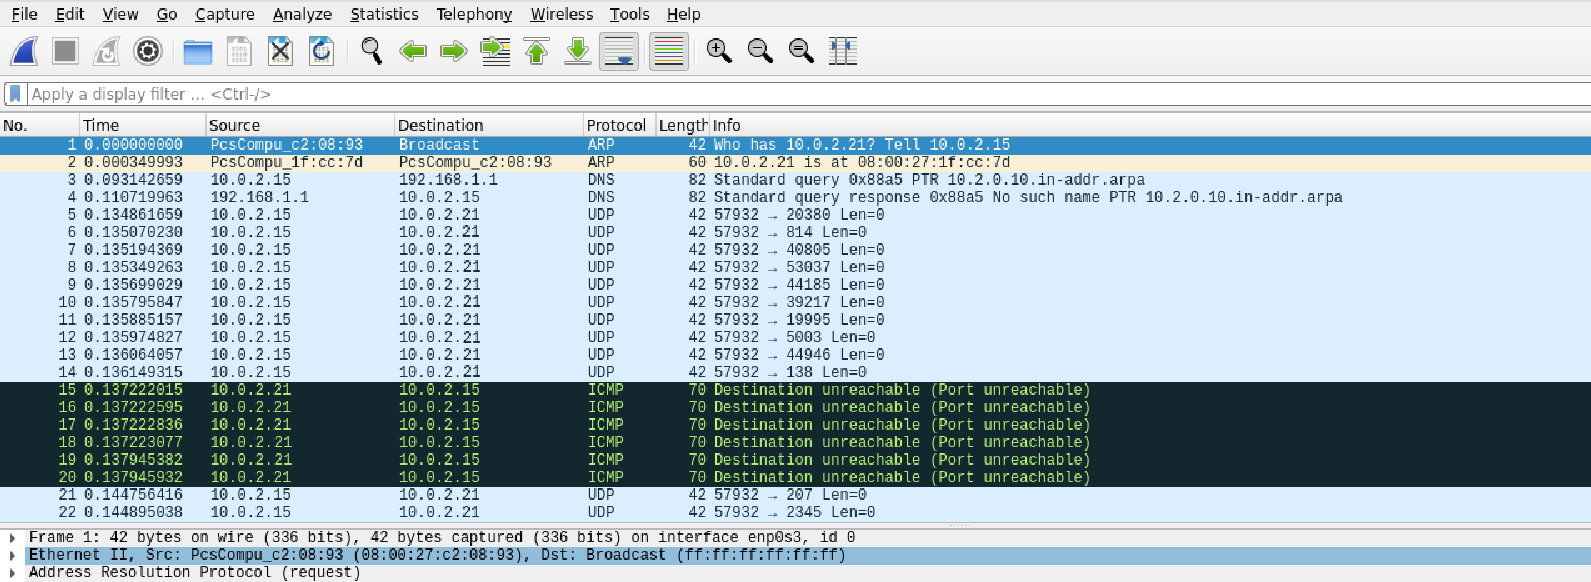 File Edit View Go Capture Analyze Statistics Telephony Wireless Tools Help
Apply a display filter ... <Ctrl-/>
No. Time Source Destination Protocol Length Info
1 0.000000000 PcsCompu_c2:08:93 Broadcast ARP 42 Who has 10.0.2.21? Tell 10.0.2.15
2 0.000349993 PcsCompu_1f:cc:7d PcsCompu_c2:08:93 ARP 60 10.0.2.21 is at 08:00:27:1f:cc:7d
3 0.093142659 10.0.2.15 192.168.1.1 DNS 82 Standard query 0x88a5 PTR 10.2.0.10.in-addr.arpa
4 0.110719963 192.168.1.1 10.0.2.15 DNS 82 Standard query response 0x88a5 No such name PTR 10.2.0.10.in-addr.arpa
5 0.134861659 10.0.2.15 10.0.2.21 UDP 42 57932 → 20380 Len=0
6 0.135070230 10.0.2.15 10.0.2.21 UDP 42 57932 → 814 Len=0
7 0.135194369 10.0.2.15 10.0.2.21 UDP 42 57932 → 40805 Len=0
8 0.135349263 10.0.2.15 10.0.2.21 UDP 42 57932 → 53037 Len=0
9 0.135699029 10.0.2.15 10.0.2.21 UDP 42 57932 → 44185 Len=0
10 0.135795847 10.0.2.15 10.0.2.21 UDP 42 57932 → 39217 Len=0
11 0.135885157 10.0.2.15 10.0.2.21 UDP 42 57932 → 19995 Len=0
12 0.135974827 10.0.2.15 10.0.2.21 UDP 42 57932 → 5003 Len=0
13 0.136064057 10.0.2.15 10.0.2.21 UDP 42 57932 → 44946 Len=0
14 0.136149315 10.0.2.15 10.0.2.21 UDP 42 57932 → 138 Len=0
15 0.137222015 10.0.2.21 10.0.2.15 ICMP 70 Destination unreachable (Port unreachable)
16 0.137222595 10.0.2.21 10.0.2.15 ICMP 70 Destination unreachable (Port unreachable)
17 0.137222836 10.0.2.21 10.0.2.15 ICMP 70 Destination unreachable (Port unreachable)
18 0.137223077 10.0.2.21 10.0.2.15 ICMP 70 Destination unreachable (Port unreachable)
19 0.137945382 10.0.2.21 10.0.2.15 ICMP 70 Destination unreachable (Port unreachable)
20 0.137945932 10.0.2.21 10.0.2.15 ICMP 70 Destination unreachable (Port unreachable)
21 0.144756416 10.0.2.15 10.0.2.21 UDP 42 57932 → 207 Len=0
22 0.144895038 10.0.2.15 10.0.2.21 UDP 42 57932 → 2345 Len=0
Frame 1: 42 bytes on wire (336 bits), 42 bytes captured (336 bits) on interface enp0s3, id 0
Ethernet II, Src: PcsCompu_c2:08:93 (08:00:27:c2:08:93), Dst: Broadcast (ff:ff:ff:ff:ff:ff)
Address Resolution Protocol (request)